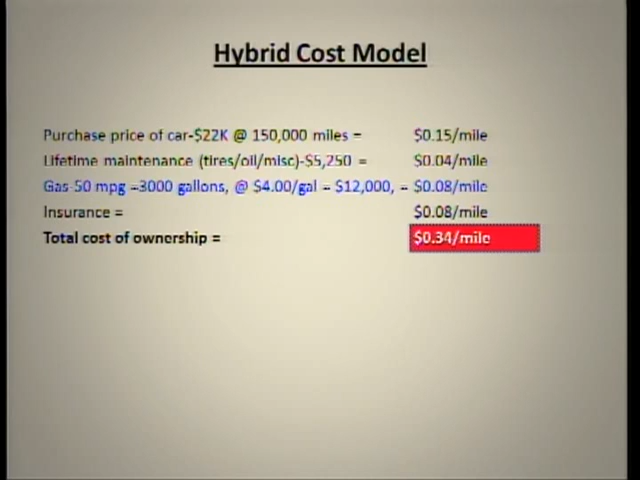 Hybrid Cost Model
Purchase price of car-$22K @ 150,000 miles = $0.15/mile
Lifetime maintenance (tires/oil/misc)-$5,250 = $0.04/mile
Gas-50 mpg =3000 gallons, @ $4.00/gal = $12,000, = $0.08/mile
Insurance = $0.08/mile
Total cost of ownership = $0.34/mile